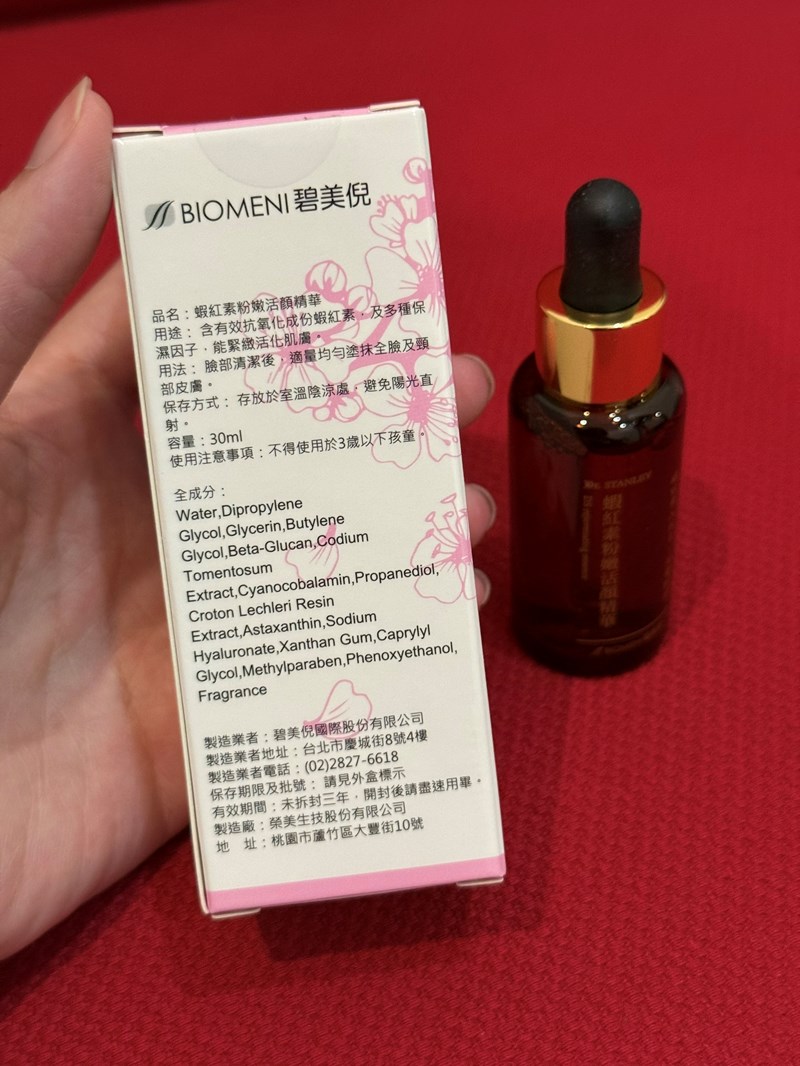 BIOMENI碧美倪
品名：蝦紅素粉嫩活顏精華
用途：含有效抗氧化成份蝦紅素，及多種保
濕因子，能緊緻活化肌膚。
用法：臉部清潔後，適量均勻塗抹全臉及頸
部皮膚。
保存方式：存放於室溫陰涼處，避免陽光直
射。
容量：30ml
使用注意事項：不得使用於3歲以下孩童。
全成分：
Water,Dipropylene
Glycol,Glycerin,Butylene
Glycol,Beta-Glucan,Codium
Tomentosum
Extract,Cyanocobalamin,Propanediol,
Croton Lechleri Resin
Extract,Astaxanthin,Sodium
Hyaluronate,Xanthan Gum,Caprylyl
Glycol,Methylparaben,Phenoxyethanol,
Fragrance
製造業者：碧美倪國際股份有限公司
製造業者地址：台北市慶城街8號4樓
製造業者電話：(02)2827-6618
保存期限及批號：請見外盒標示
有效期間：未拆封三年，開封後請盡速用畢。
製造廠：榮美生技股份有限公司
地 址：桃園市蘆竹區大豐街10號
DR. STANLEY
蝦紅素粉嫩活顏精華